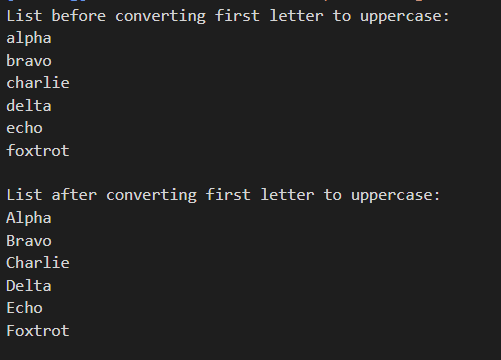 List before converting first letter to uppercase:
alpha
bravo
charlie
delta
echo
foxtrot
List after converting first letter to uppercase:
Alpha
Bravo
Charlie
Delta
Echo
Foxtrot